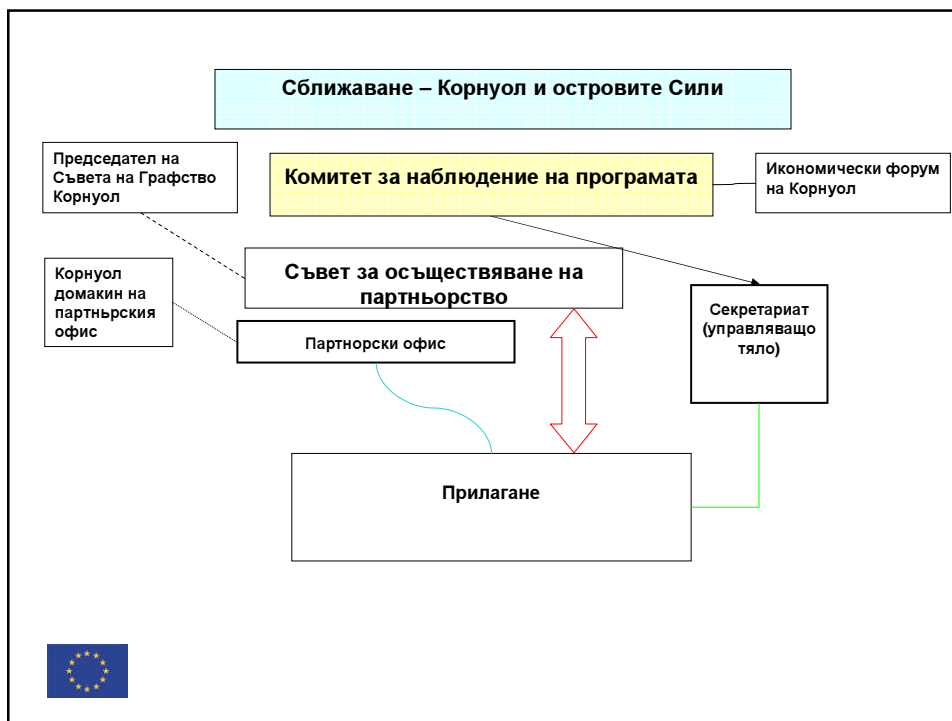 Сближаване – Корнуол и островите Сили
Председател на
Съвета на Графство
Корнуол
Комитет за наблюдение на програмата
Икономически форум
на Корнуол
Съвет за осъществяване на
партньорство
Корнуол
домакин на
партньрския
офис
Партнорски офис
Секретариат
(управляващо
тяло)
Прилагане